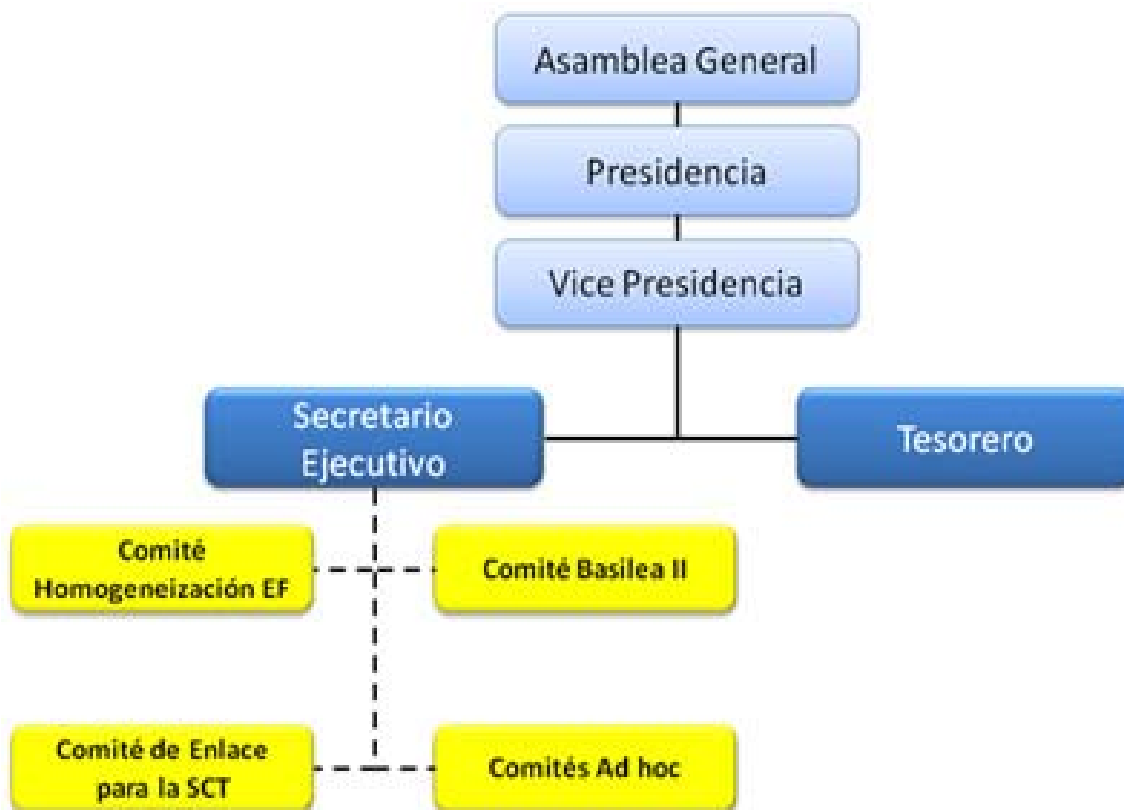 Asamblea General
Presidencia
Vice Presidencia
Secretario
Ejecutivo
Tesorero
Comité
Homogeneización EF
Comité Basilea II
Comité de Enlace
para la SCT
Comités Ad hoc